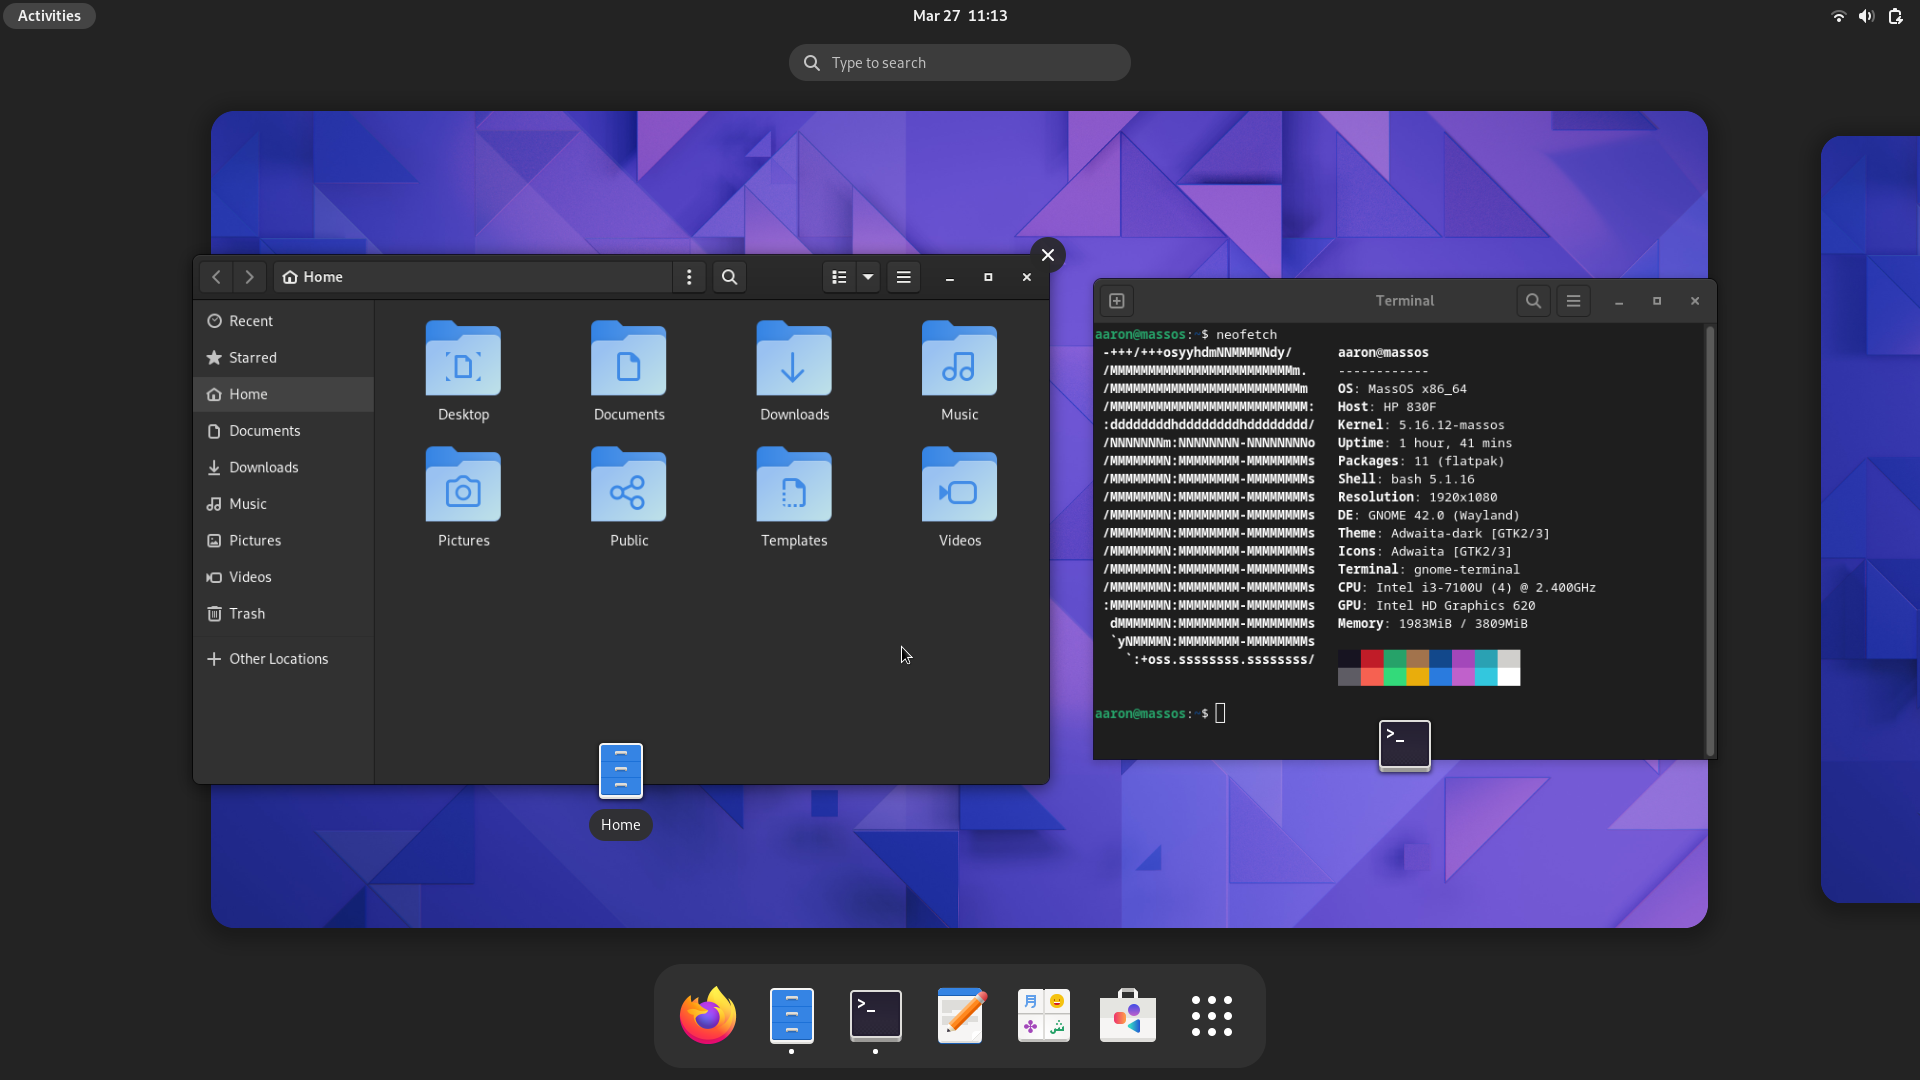 Activities
Mar 27 11:13
Type to search
Home
Recent
Starred
Home
Documents
Downloads
Music
Pictures
Videos
Trash
Other Locations
Desktop
Documents
Downloads
Music
Pictures
Public
Templates
Videos
Home
Terminal
aaron@massos:~$ neofetch
-+++/+++osyyhdmNNMMMMNdy/ aaron@massos
/MMMMMMMMMMMMMMMMMMMMMMMMm. ------------
/MMMMMMMMMMMMMMMMMMMMMMMMMm OS: MassOS x86_64
/MMMMMMMMMMMMMMMMMMMMMMMMMM: Host: HP 830F
:ddddddddhddddddddhdddddddd/ Kernel: 5.16.12-massos
/NNNNNNNm:NNNNNNNN-NNNNNNNNo Uptime: 1 hour, 41 mins
/MMMMMMMN:MMMMMMMM-MMMMMMMMs Packages: 11 (flatpak)
/MMMMMMMN:MMMMMMMM-MMMMMMMMs Shell: bash 5.1.16
/MMMMMMMN:MMMMMMMM-MMMMMMMMs Resolution: 1920x1080
/MMMMMMMN:MMMMMMMM-MMMMMMMMs DE: GNOME 42.0 (Wayland)
/MMMMMMMN:MMMMMMMM-MMMMMMMMs Theme: Adwaita-dark [GTK2/3]
/MMMMMMMN:MMMMMMMM-MMMMMMMMs Icons: Adwaita [GTK2/3]
/MMMMMMMN:MMMMMMMM-MMMMMMMMs Terminal: gnome-terminal
/MMMMMMMN:MMMMMMMM-MMMMMMMMs CPU: Intel i3-7100U (4) @ 2.400GHz
:MMMMMMMN:MMMMMMMM-MMMMMMMMs GPU: Intel HD Graphics 620
dMMMMMMN:MMMMMMMM-MMMMMMMMs Memory: 1983MiB / 3809MiB
`yNMMMMN:MMMMMMMM-MMMMMMMMs
`:+oss.ssssssss.ssssssss/
aaron@massos:~$